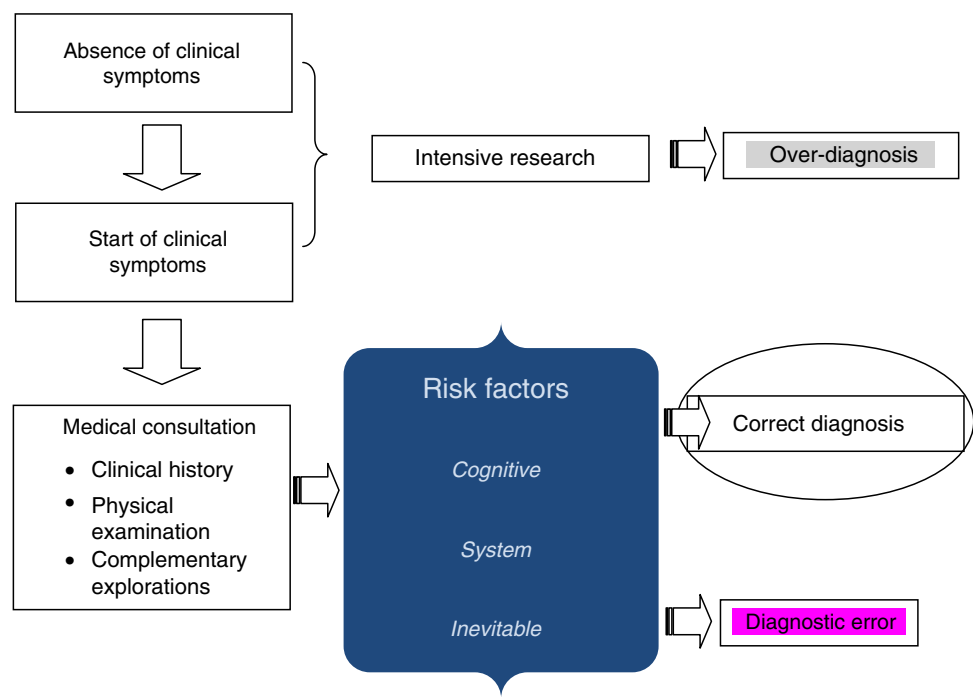 Absence of clinical
symptoms
Intensive research
Over-diagnosis
Start of clinical
symptoms
Medical consultation
• Clinical history
• Physical
examination
• Complementary
explorations
Risk factors
Cognitive
System
Inevitable
Correct diagnosis
Diagnostic error